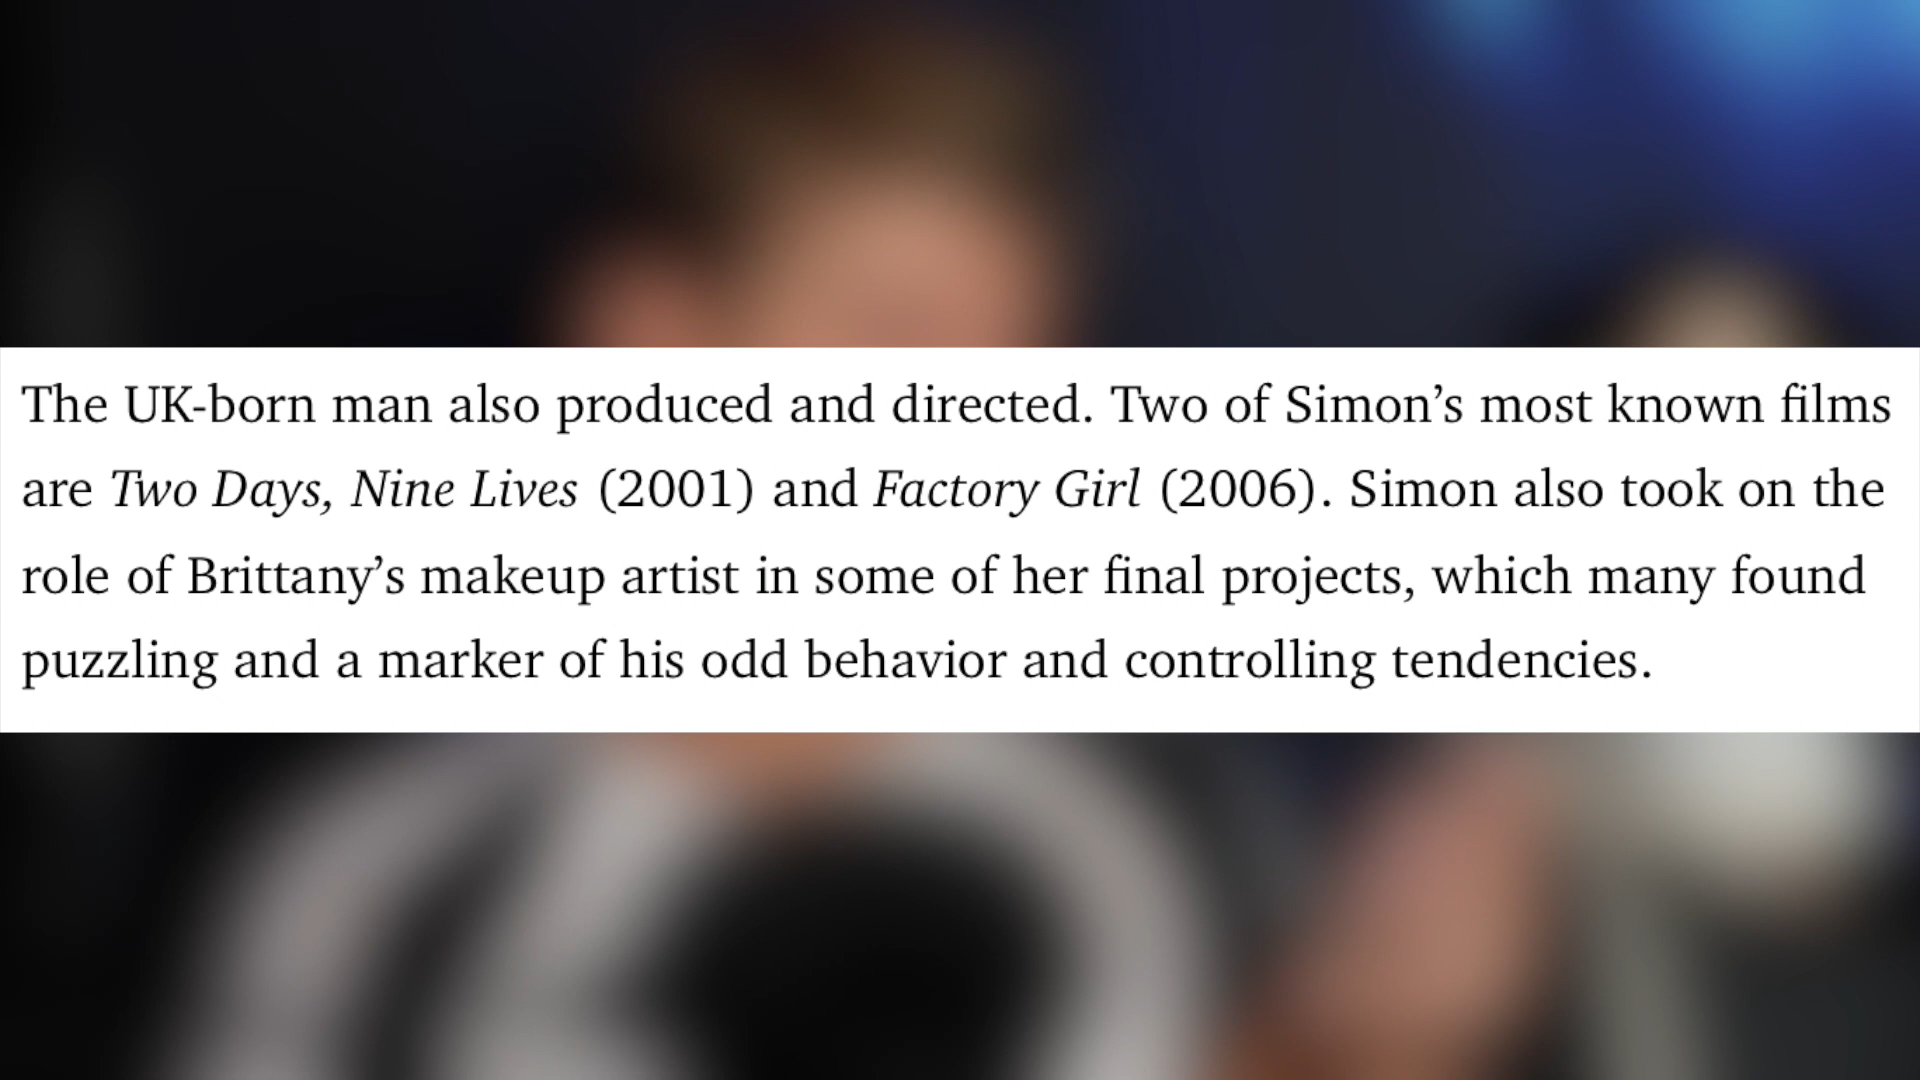 The UK-born man also produced and directed. Two of Simon’s most known films
are Two Days, Nine Lives (2001) and Factory Girl (2006). Simon also took on the
role of Brittany’s makeup artist in some of her final projects, which many found
puzzling and a marker of his odd behavior and controlling tendencies.